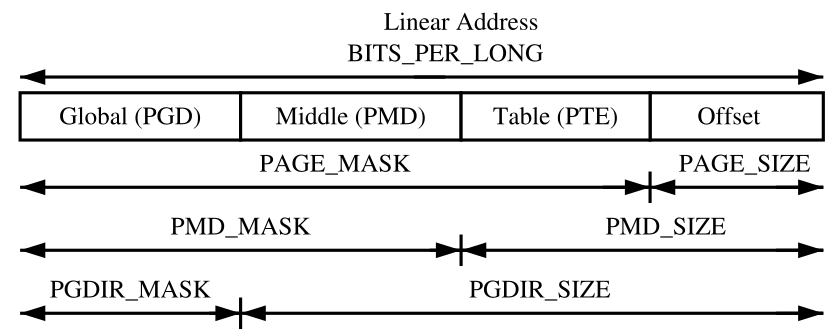 Linear Address
BITS_PER_LONG
Global (PGD) Middle (PMD) Table (PTE) Offset
PAGE_MASK PAGE_SIZE
PMD_MASK PMD_SIZE
PGDIR_MASK PGDIR_SIZE